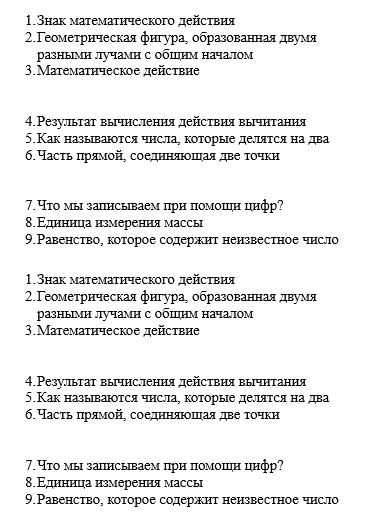 1.Знак математического действия
2.Геометрическая фигура, образованная двумя
разными лучами с общим началом
3.Математическое действие
4.Результат вычисления действия вычитания
5.Как называются числа, которые делятся на два
6.Часть прямой, соединяющая две точки
7.Что мы записываем при помощи цифр?
8.Единица измерения массы
9.Равенство, которое содержит неизвестное число
1.Знак математического действия
2.Геометрическая фигура, образованная двумя
разными лучами с общим началом
3.Математическое действие
4.Результат вычисления действия вычитания
5.Как называются числа, которые делятся на два
6.Часть прямой, соединяющая две точки
7.Что мы записываем при помощи цифр?
8.Единица измерения массы
9.Равенство, которое содержит неизвестное число